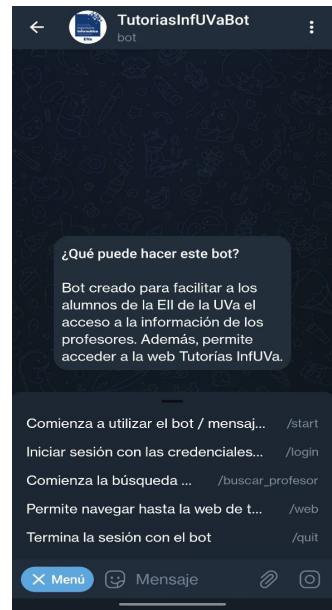 TutoriasInfUVaBot
bot
informática
UVa
¿Qué puede hacer este bot?
Bot creado para facilitar a los
alumnos de la EII de la UVa el
acceso a la información de los
profesores. Además, permite
acceder a la web Tutorías InfUVa.
Comienza a utilizar el bot / mensaj... /start
Iniciar sesión con las credenciales... /login
Comienza la búsqueda ... /buscar_profesor
Permite navegar hasta la web de t... /web
Termina la sesión con el bot /quit
Menú Mensaje